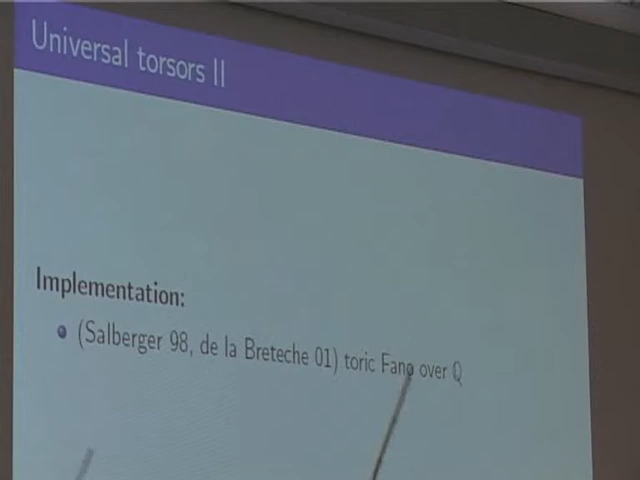 Universal torsors II
Implementation:
(Salberger 98, de la Breteche 01) toric Fano over Q